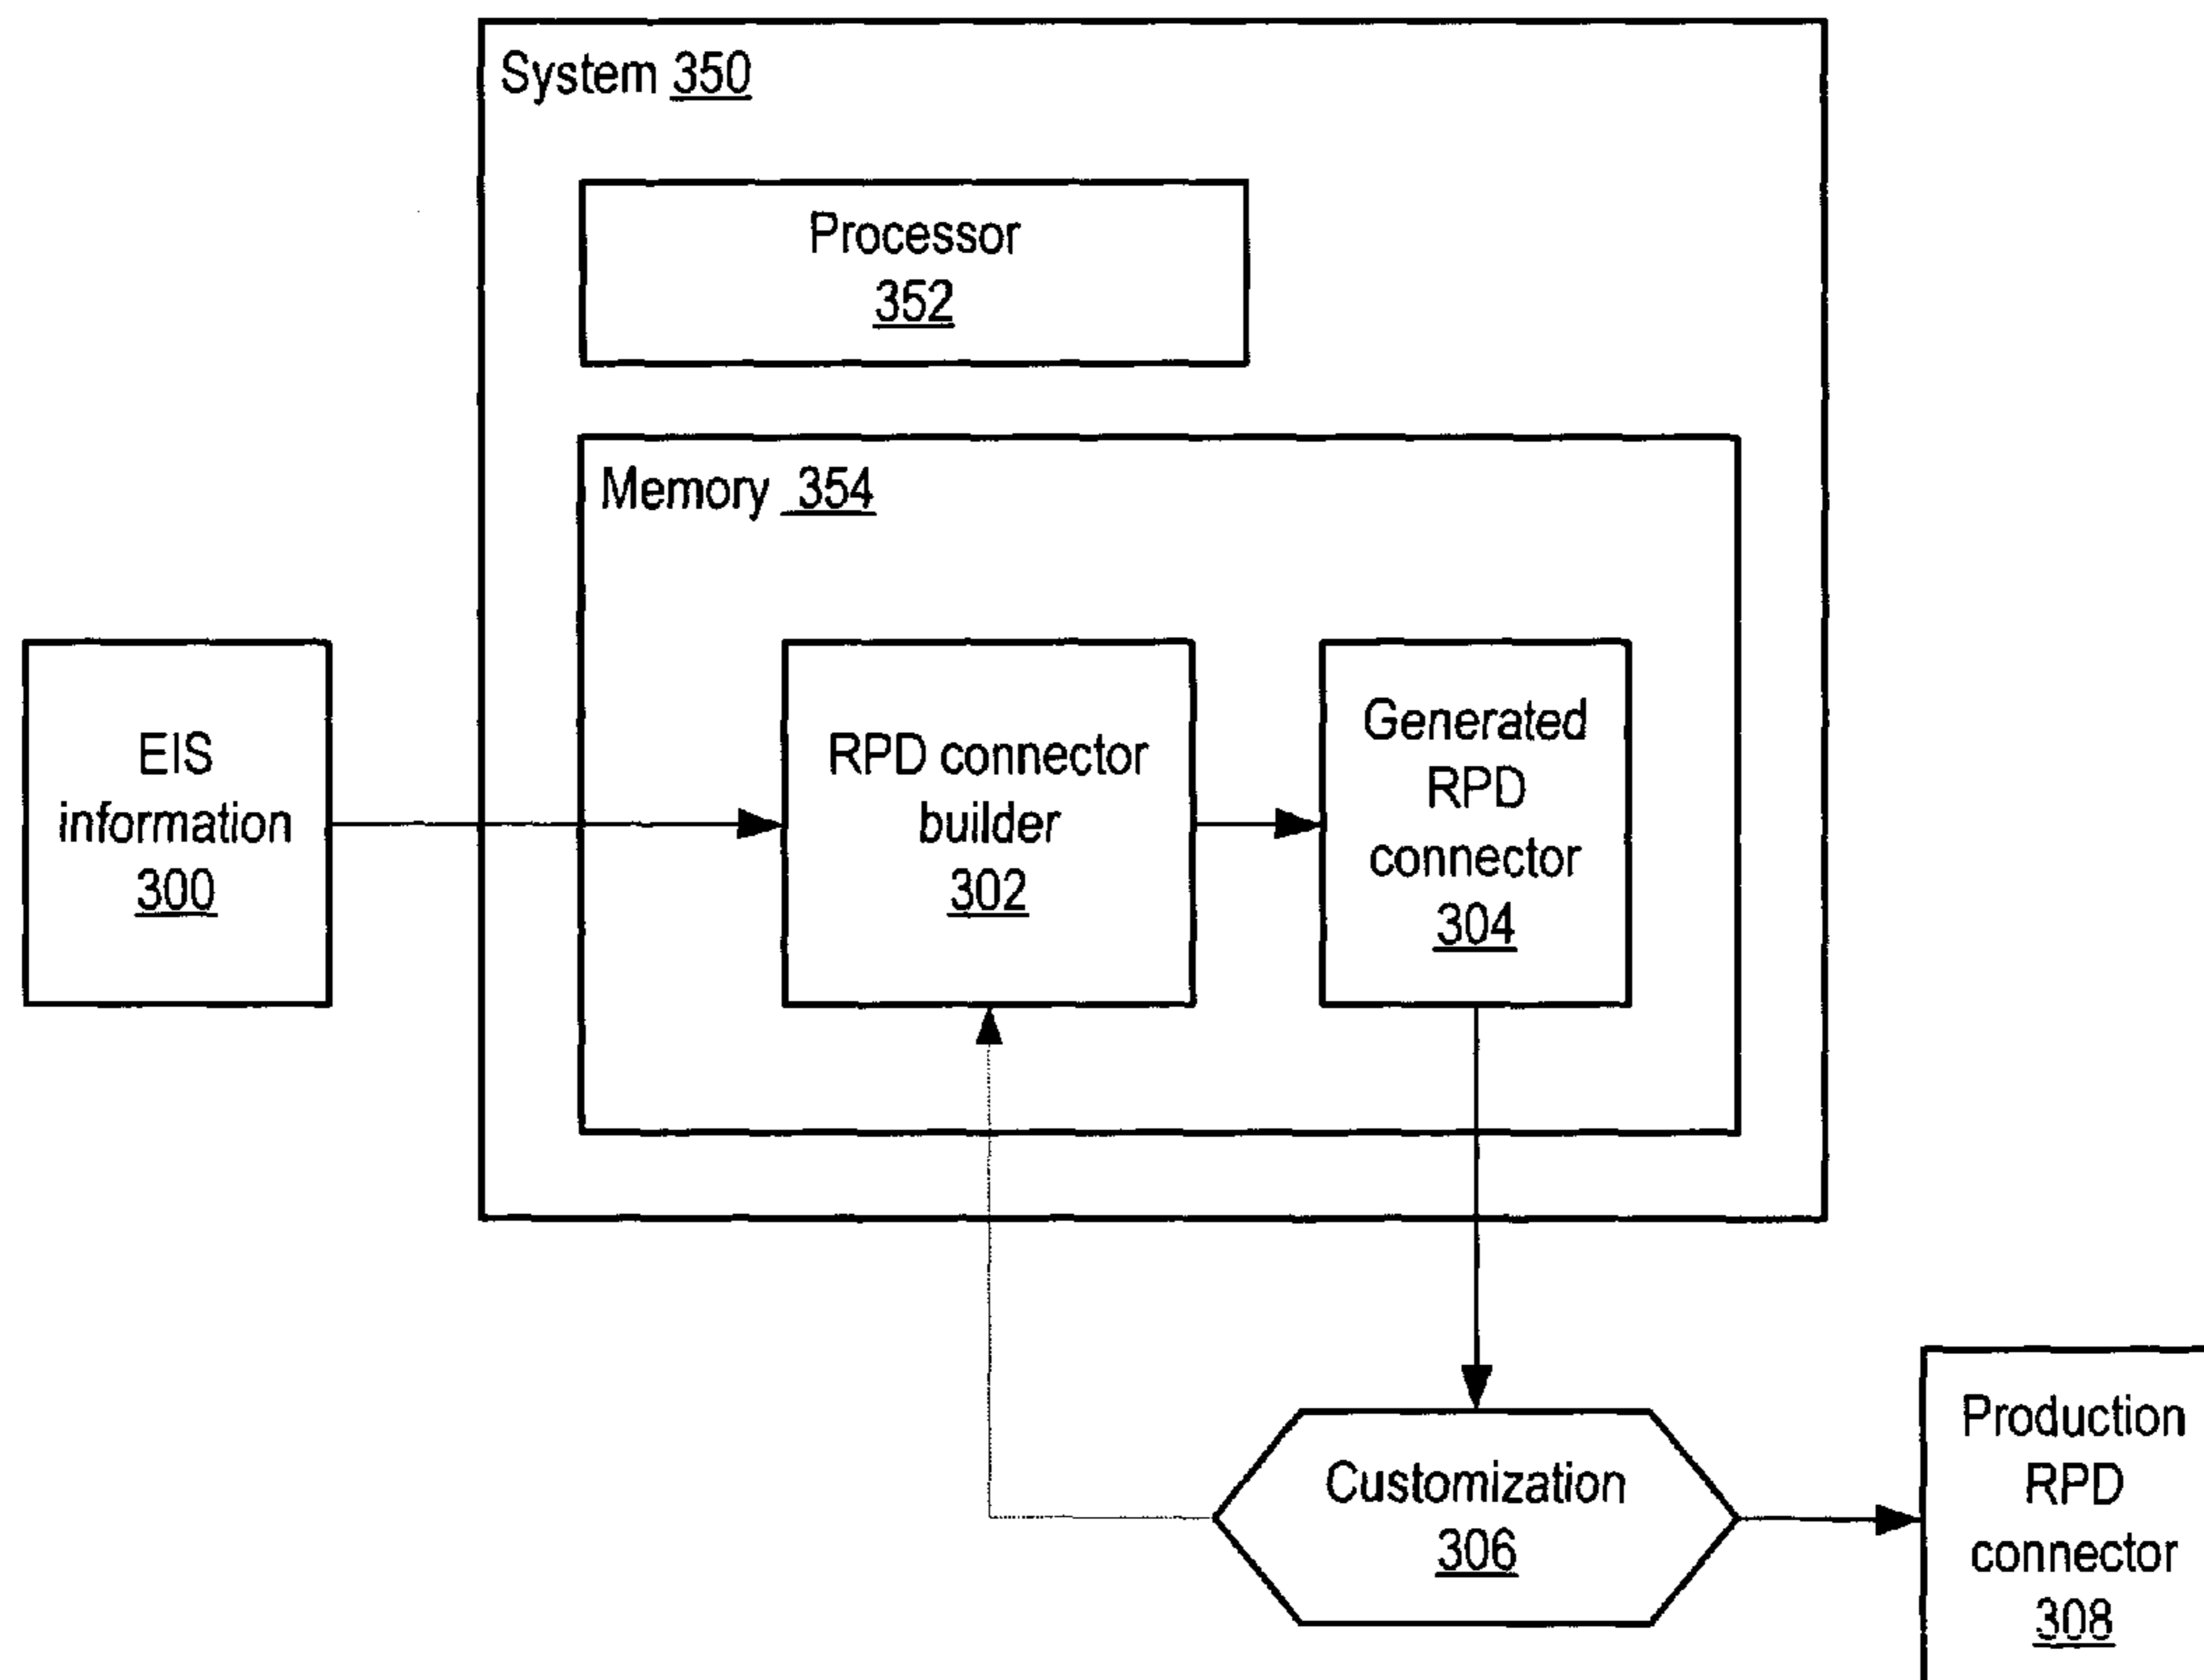 System 350
Processor
352
Memory 354
EIS
information
300
RPD connector
builder
302
Generated
RPD
connector
304
Customization
306
Production
RPD
connector
308